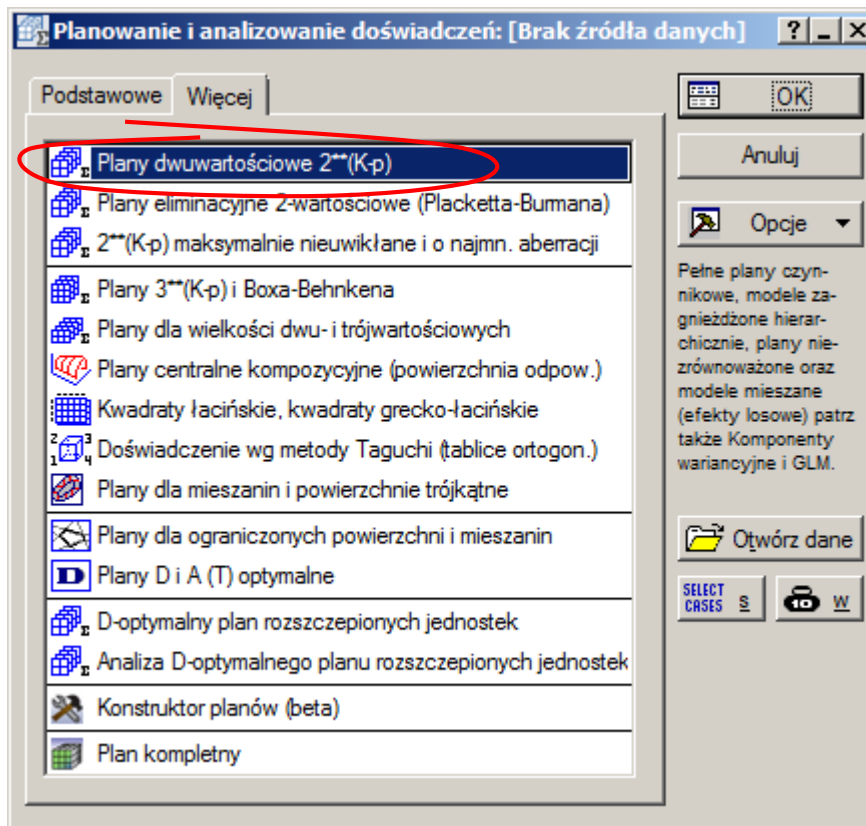 Planowanie i analizowanie doświadczeń: [Brak źródła danych]
Podstawowe
Więcej
Plany dwuwartościowe 2**(K-p)
Plany eliminacyjne 2-wartościowe (Placketta-Burmana)
2**(K-p) maksymalnie nieuwikłane i o najmn. aberracji
Plany 3**(K-p) i Boxa-Behnkena
Plany dla wielkości dwu- i trójwartościowych
Plany centralne kompozycyjne (powierzchnia odpow.)
Kwadraty łacińskie, kwadraty grecko-łacińskie
Doświadczenie wg metody Taguchi (tablice ortogon.)
Plany dla mieszanin i powierzchnie trójkątne
Plany dla ograniczonych powierzchni i mieszanin
D
Plany D i A (T) optymalne
D-optymalny plan rozszczepionych jednostek
Analiza D-optymalnego planu rozszczepionych jednostek
Konstruktor planów (beta)
Plan kompletny
OK
Anuluj
Opcje
Pełne plany czyn-
nikowe, modele za-
gnieżdżone hierar-
chicznie, plany nie-
zrównoważone oraz
modele mieszane
(efekty losowe) patrz
także Komponenty
wariancyjne i GLM.
Otwórz dane
SELECT
CASES S
10 W